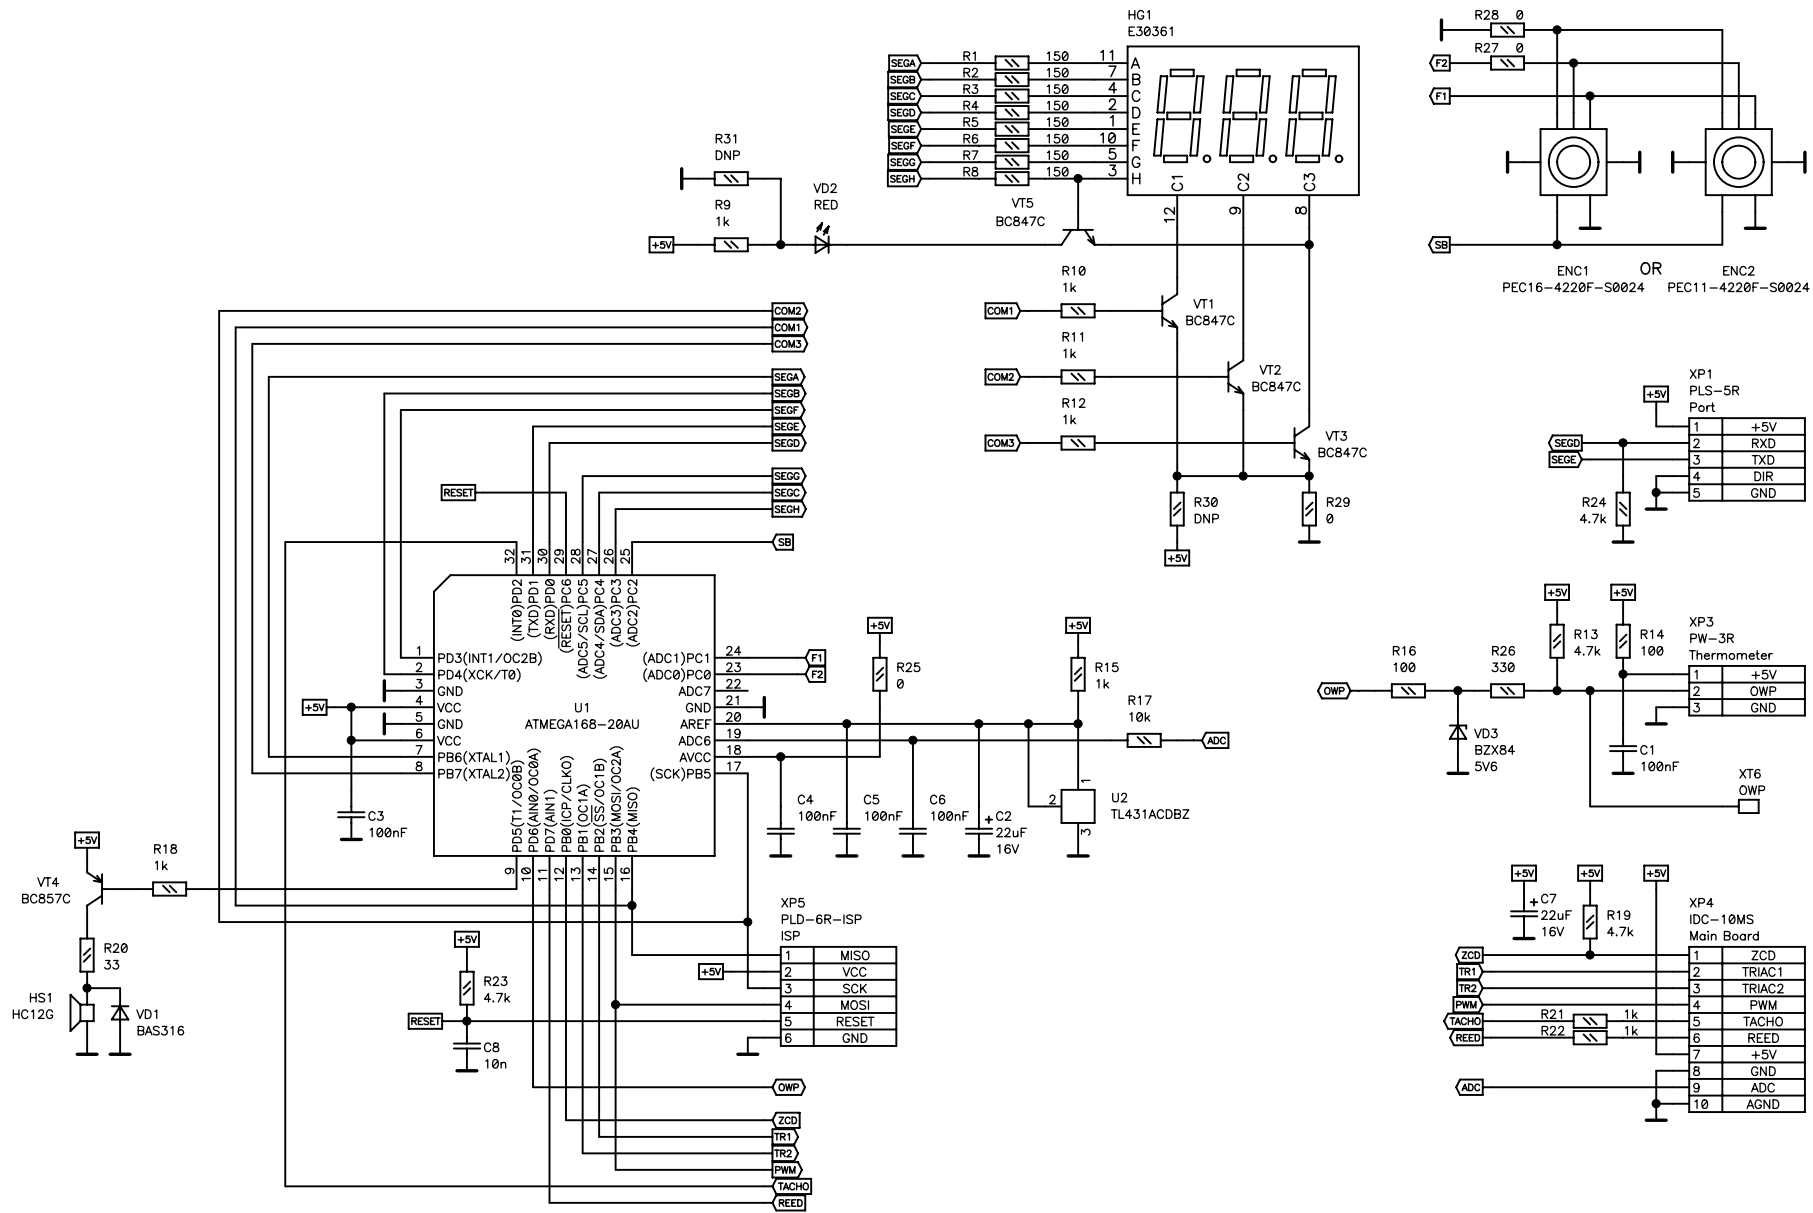 HG1
E30361
SEGA R1 150 11 A
SEGB R2 150 7 B
SEGC R3 150 4 C
SEGD R4 150 2 D
SEGE R5 150 1 E
SEGF R6 150 10 F
SEGG R7 150 5 G
SEGH R8 150 3 H
C1 C2 C3
12 9 8
R31
DNP
R9
1k
+5V
VD2
RED
VT5
BC847C
R28 0
R27 0
F2
F1
SB
ENC1
PEC16-4220F-S0024
OR
ENC2
PEC11-4220F-S0024
R10
1k
COM1
VT1
BC847C
R11
1k
COM2
VT2
BC847C
R12
1k
COM3
VT3
BC847C
R30
DNP
+5V
R29
0
COM2
COM1
COM3
SEGA
SEGB
SEGF
SEGE
SEGD
SEGG
SEGC
SEGH
RESET
SB
32 31 30 29 28 27 26 25
(INT0)PD2
(TXD)PD1
(RXD)PD0
(RESET)PC6
(ADC5/SCL)PC5
(ADC4/SDA)PC4
(ADC3)PC3
(ADC2)PC2
1 PD3(INT1/OC2B)
2 PD4(XCK/T0)
3 GND
4 VCC
5 GND
6 VCC
7 PB6(XTAL1)
8 PB7(XTAL2)
U1
ATMEGA168-20AU
(ADC1)PC1 24 F1
(ADC0)PC0 23 F2
ADC7 22
GND 21
AREF 20
ADC6 19
AVCC 18
(SCK)PB5 17
PD5(T1/OC0B)
PD6(AIN0/OC0A)
PD7(AIN1)
PB0(ICP/CLKO)
PB1(OC1A)
PB2(SS/OC1B)
PB3(MOSI/OC2A)
PB4(MISO)
9 10 11 12 13 14 15 16
+5V
C3
100nF
+5V
R25
0
+5V
R15
1k
R17
10k
ADC
C4
100nF
C5
100nF
C6
100nF
+ C2
22uF
16V
1
2
3
U2
TL431ACDBZ
+5V
R18
1k
VT4
BC857C
R20
33
HS1
HC12G
VD1
BAS316
+5V
R23
4.7k
RESET
C8
10n
+5V
XP5
PLD-6R-ISP
ISP
1 MISO
2 VCC
3 SCK
4 MOSI
5 RESET
6 GND
OWP
ZCD
TR1
TR2
PWM
TACHO
REED
XP1
PLS-5R
Port
+5V
1 +5V
2 RXD
3 TXD
4 DIR
5 GND
SEGD
SEGE
R24
4.7k
+5V
+5V
R13
4.7k
R14
100
R16
100
R26
330
OWP
VD3
BZX84
5V6
XP3
PW-3R
Thermometer
1 +5V
2 OWP
3 GND
C1
100nF
XT6
OWP
+5V
+5V
+5V
+ C7
22uF
16V
R19
4.7k
XP4
IDC-10MS
Main Board
ZCD 1 ZCD
TR1 2 TRIAC1
TR2 3 TRIAC2
PWM 4 PWM
TACHO R21 1k 5 TACHO
REED R22 1k 6 REED
7 +5V
8 GND
ADC 9 ADC
10 AGND